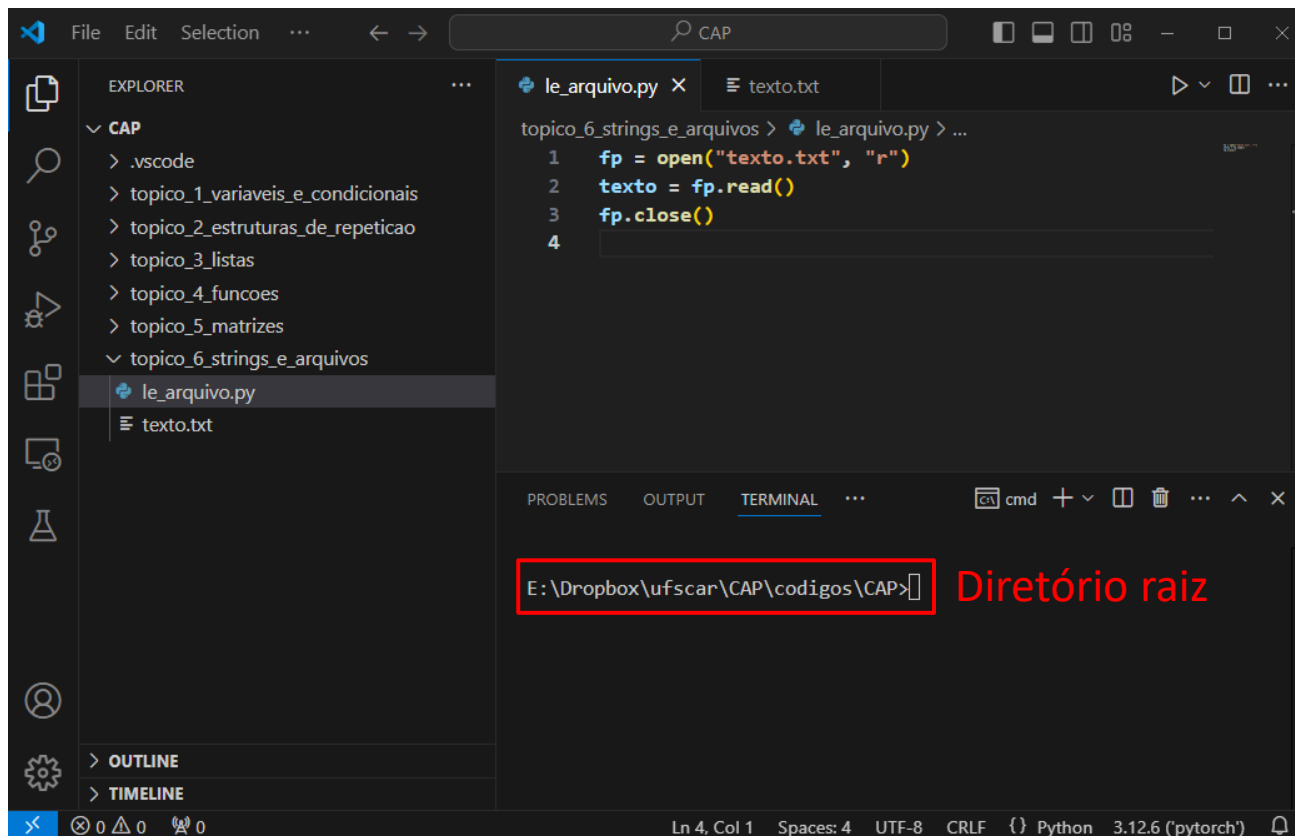 File Edit Selection ··· ← → CAP
EXPLORER ···
CAP
> .vscode
> topico_1_variaveis_e_condicionais
> topico_2_estruturas_de_repeticao
> topico_3_listas
> topico_4_funcoes
> topico_5_matrizes
topico_6_strings_e_arquivos
le_arquivo.py
texto.txt
> OUTLINE
> TIMELINE
le_arquivo.py × texto.txt
topico_6_strings_e_arquivos > le_arquivo.py > ...
1 fp = open("texto.txt", "r")
2 texto = fp.read()
3 fp.close()
4
PROBLEMS OUTPUT TERMINAL ··· cmd
E:\Dropbox\ufscar\CAP\codigos\CAP>
Diretório raiz
0 0 0 Ln 4, Col 1 Spaces: 4 UTF-8 CRLF {} Python 3.12.6 ('pytorch')